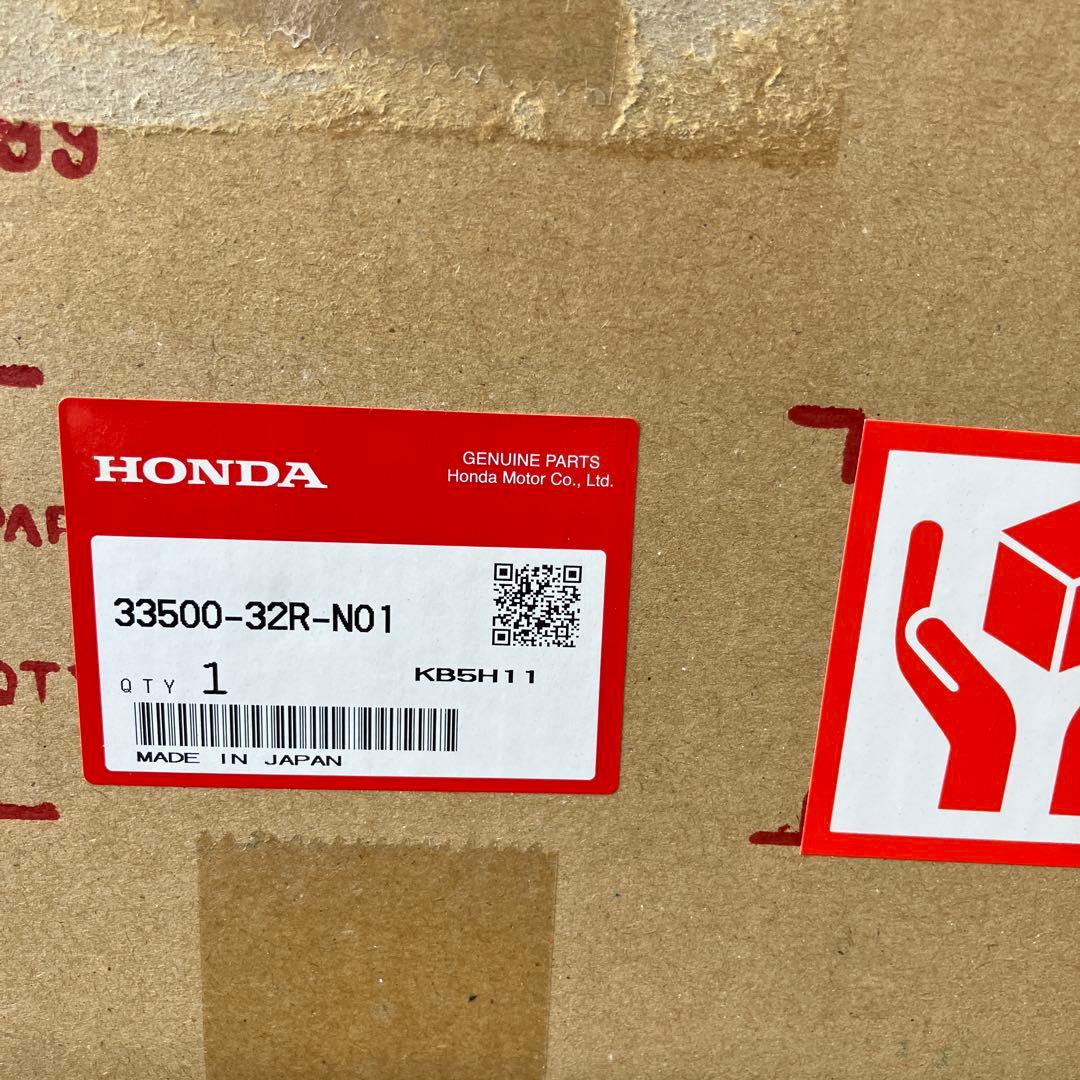 HONDA
GENUINE PARTS
Honda Motor Co., Ltd.
33500-32R-N01
QTY 1
KB5H11
MADE IN JAPAN